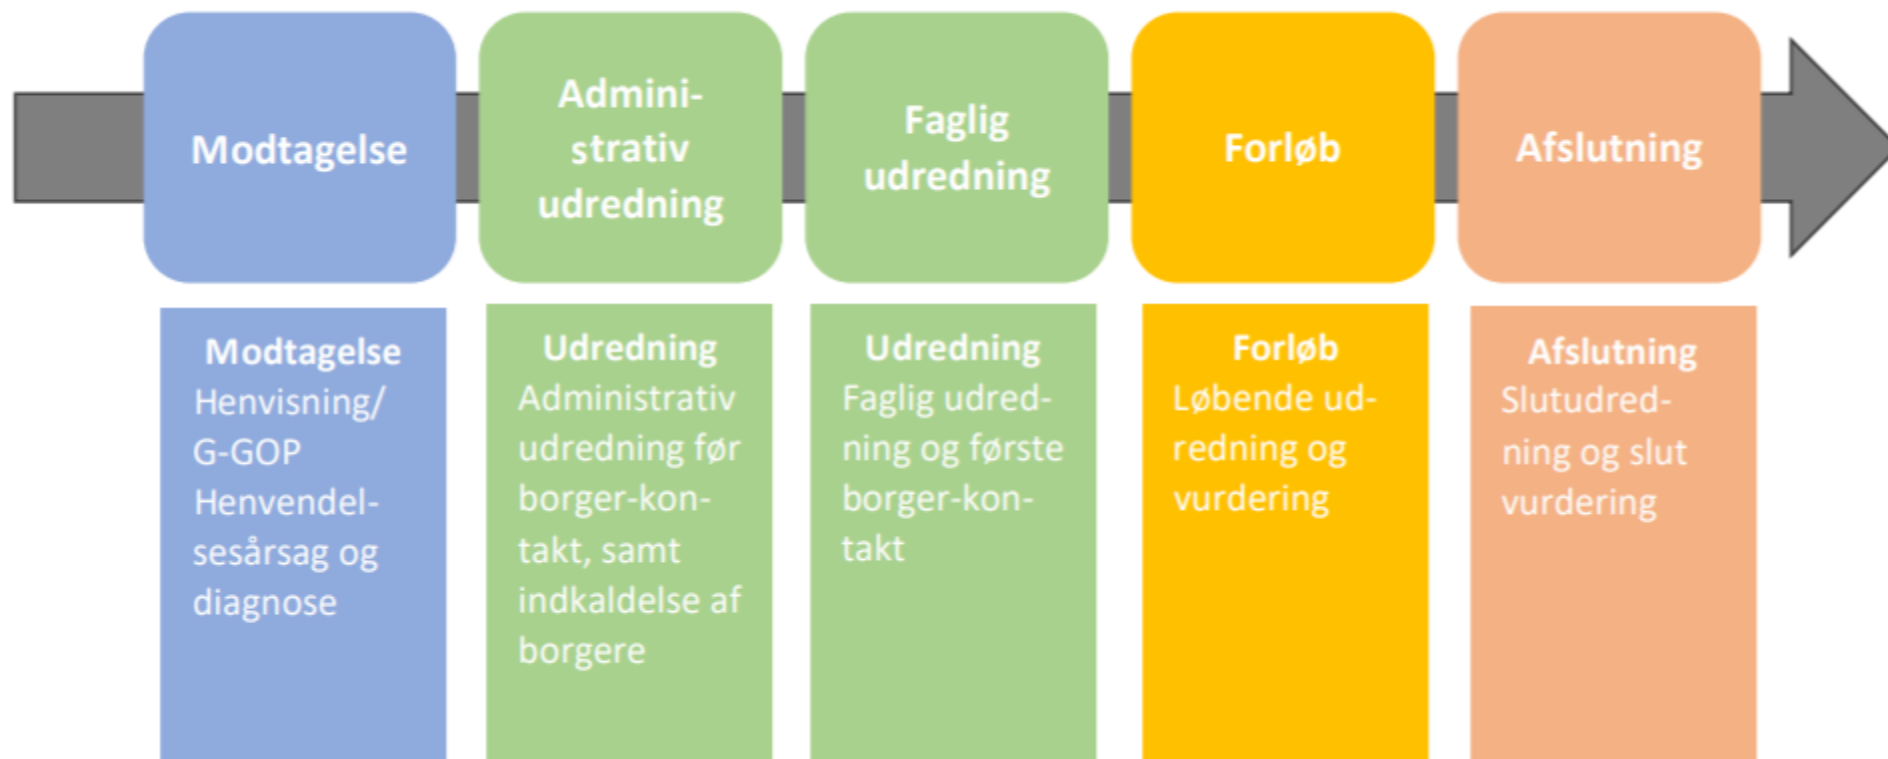 Modtagelse
Admini-
strativ
udredning
Faglig
udredning
Forløb
Afslutning
Modtagelse
Henvisning/
G-GOP
Henvendel-
sesårsag og
diagnose
Udredning
Administrativ
udredning før
borger-kon-
takt, samt
indkaldelse af
borgere
Udredning
Faglig udred-
ning og første
borger-kon-
takt
Forløb
Løbende ud-
redning og
vurdering
Afslutning
Slutudred-
ning og slut
vurdering